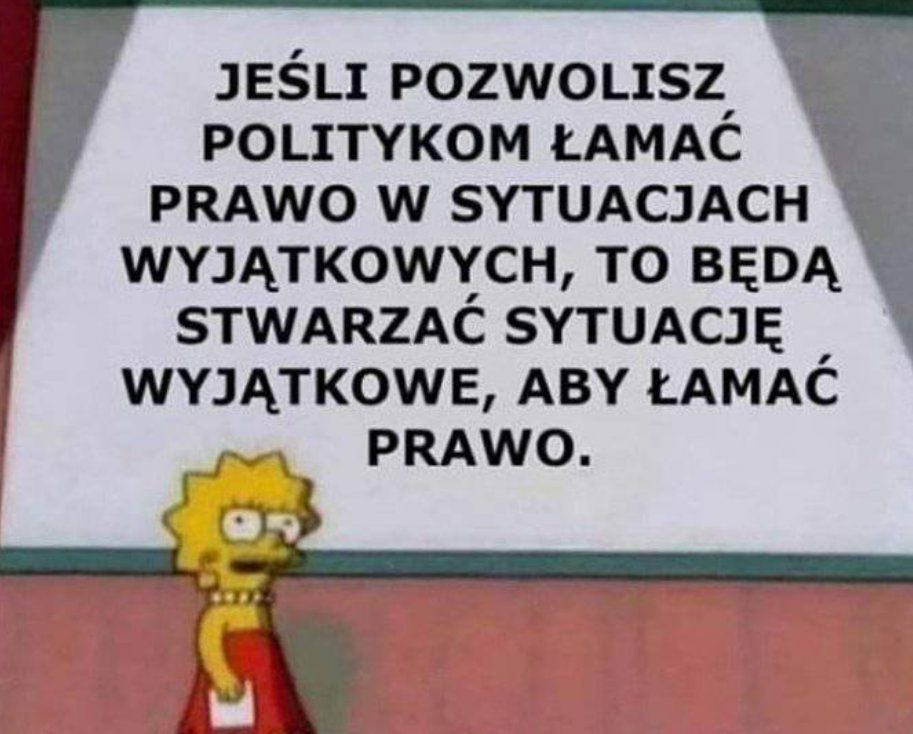 JEŚLI POZWOLISZ
POLITYKOM ŁAMAĆ
PRAWO W SYTUACJACH
WYJĄTKOWYCH, TO BĘDĄ
STWARZAĆ SYTUACJĘ
WYJĄTKOWE, ABY ŁAMAĆ
PRAWO.